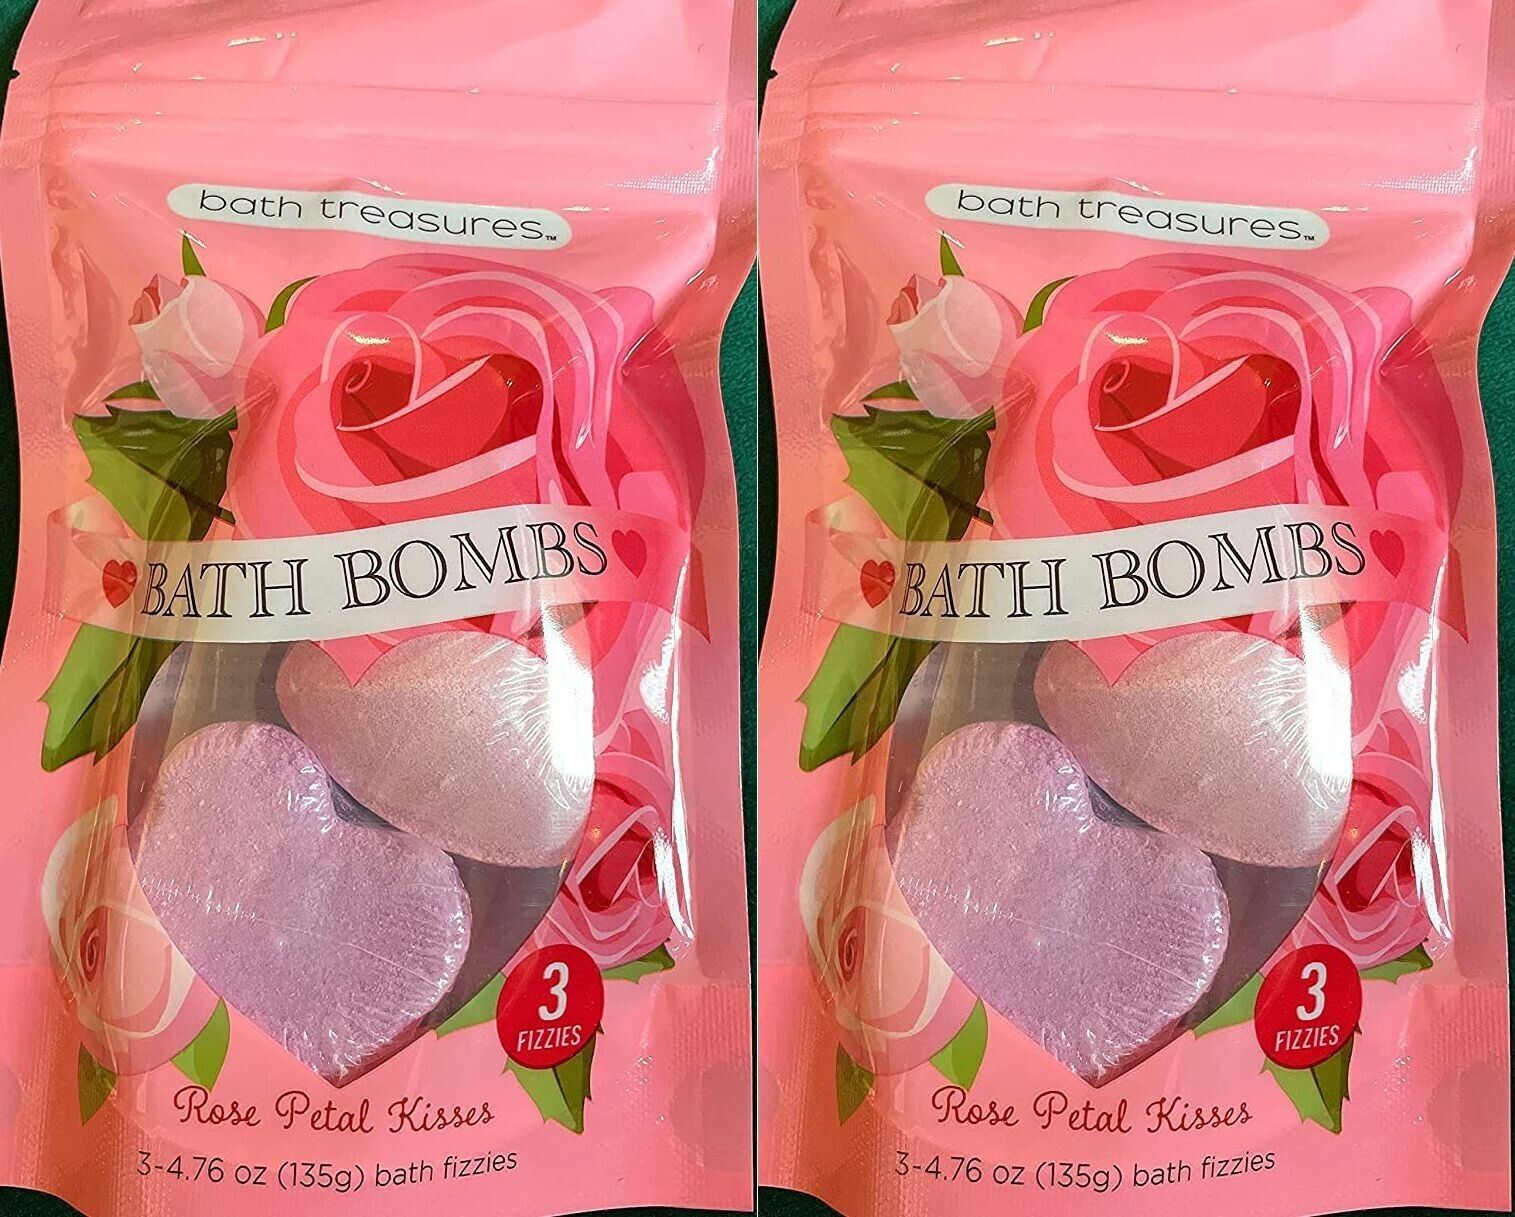 bath treasures™
BATH BOMBS
3
FIZZIES
Rose Petal Kisses
3-4.76 oz (135g) bath fizzies
bath treasures™
BATH BOMBS
3
FIZZIES
Rose Petal Kisses
3-4.76 oz (135g) bath fizzies